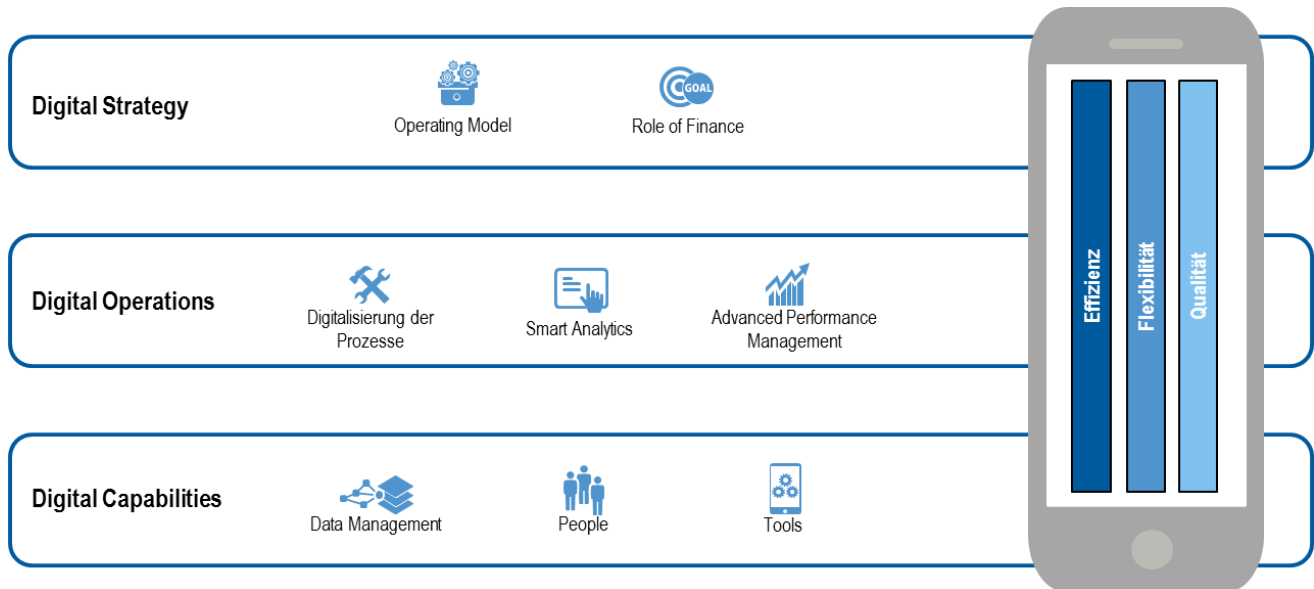 Digital Strategy
GOAL
Operating Model
Role of Finance
Digital Operations
Digitalisierung der
Prozesse
Smart Analytics
Advanced Performance
Management
Digital Capabilities
Data Management
People
Tools
Effizienz
Flexibilität
Qualität